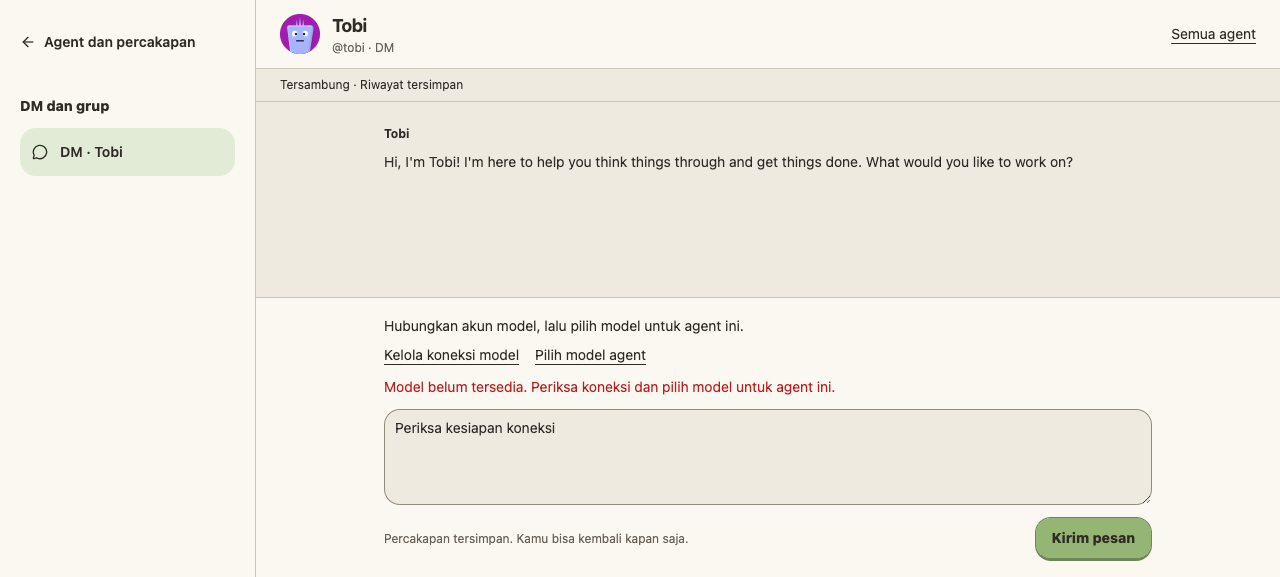 Agent dan percakapan
DM dan grup
DM · Tobi
Tobi
@tobi · DM
Semua agent
Tersambung · Riwayat tersimpan
Tobi
Hi, I'm Tobi! I'm here to help you think things through and get things done. What would you like to work on?
Hubungkan akun model, lalu pilih model untuk agent ini.
Kelola koneksi model Pilih model agent
Model belum tersedia. Periksa koneksi dan pilih model untuk agent ini.
Periksa kesiapan koneksi
Percakapan tersimpan. Kamu bisa kembali kapan saja.
Kirim pesan